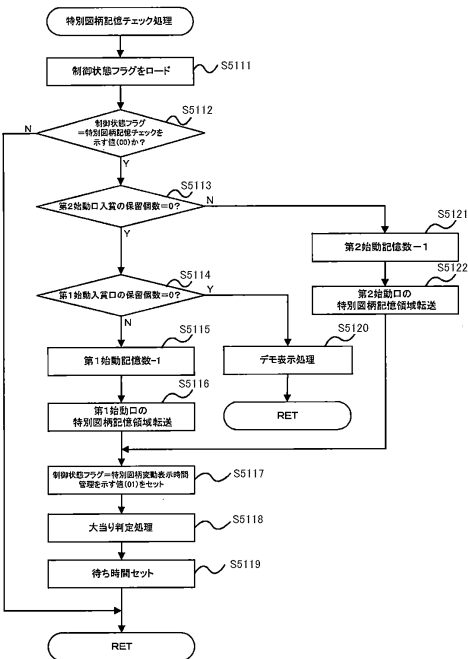 特別図柄記憶チェック処理
制御状態フラグをロード
S5111
S5112
制御状態フラグ
=特別図柄記憶チェックを
示す値(00)か?
N
Y
S5113
第2始動口入賞の保留個数=0?
N
Y
S5121
第2始動記憶数-1
S5122
第2始動口の
特別図柄記憶領域転送
S5114
第1始動入賞口の保留個数=0?
Y
N
S5115
第1始動記憶数-1
S5120
デモ表示処理
S5116
第1始動口の
特別図柄記憶領域転送
RET
制御状態フラグ=特別図柄変動表示時間
管理を示す値(01)をセット
S5117
大当り判定処理
S5118
待ち時間セット
S5119
RET